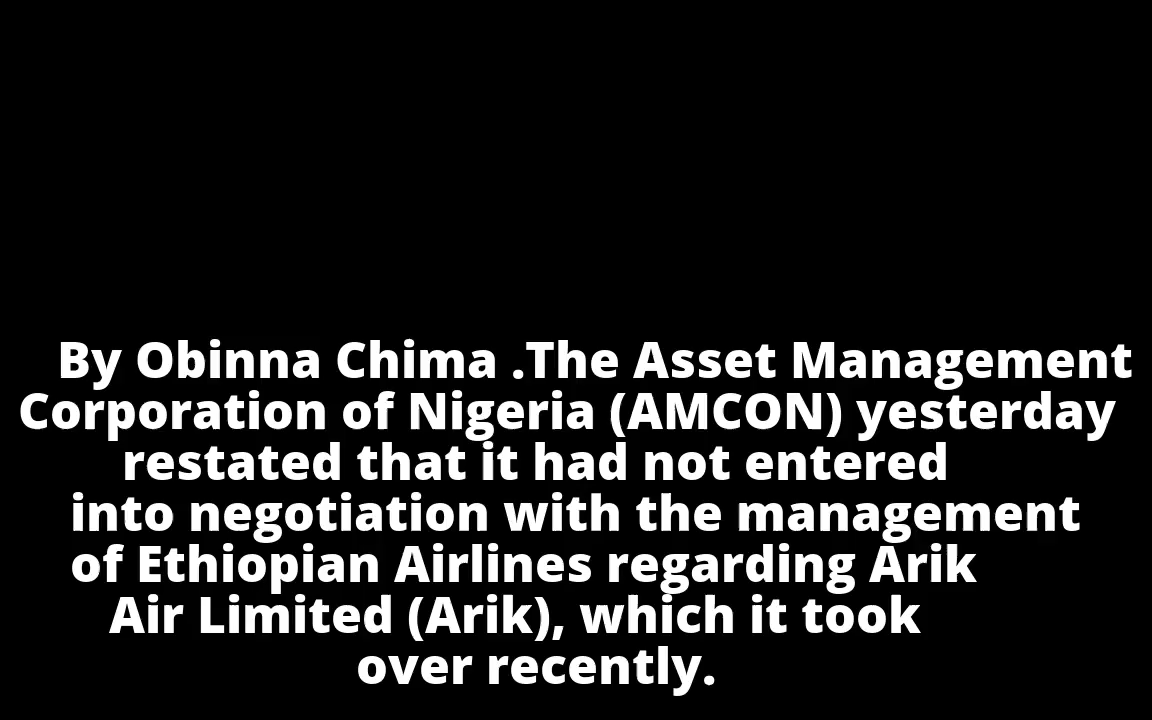 By Obinna Chima .The Asset Management
Corporation of Nigeria (AMCON) yesterday
restated that it had not entered
into negotiation with the management
of Ethiopian Airlines regarding Arik
Air Limited (Arik), which it took
over recently.